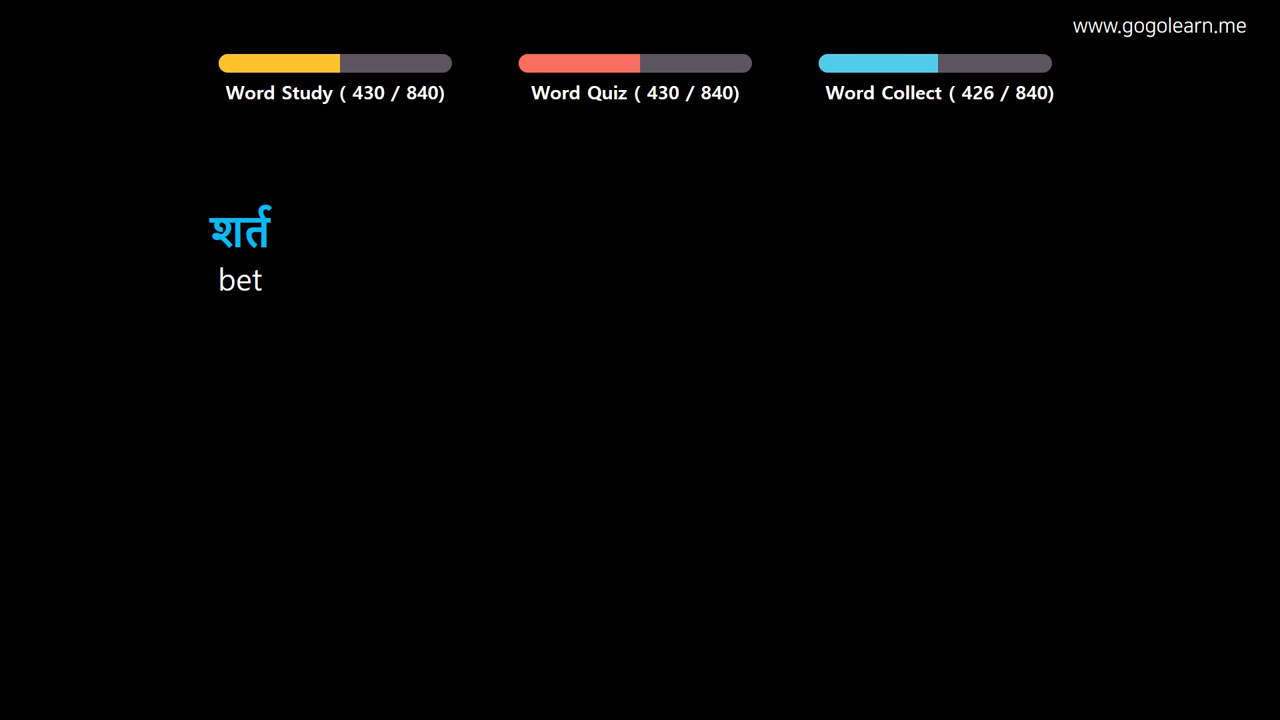 www.gogolearn.me
Word Study ( 430 / 840)
Word Quiz ( 430 / 840)
Word Collect ( 426 / 840)
शर्त
bet